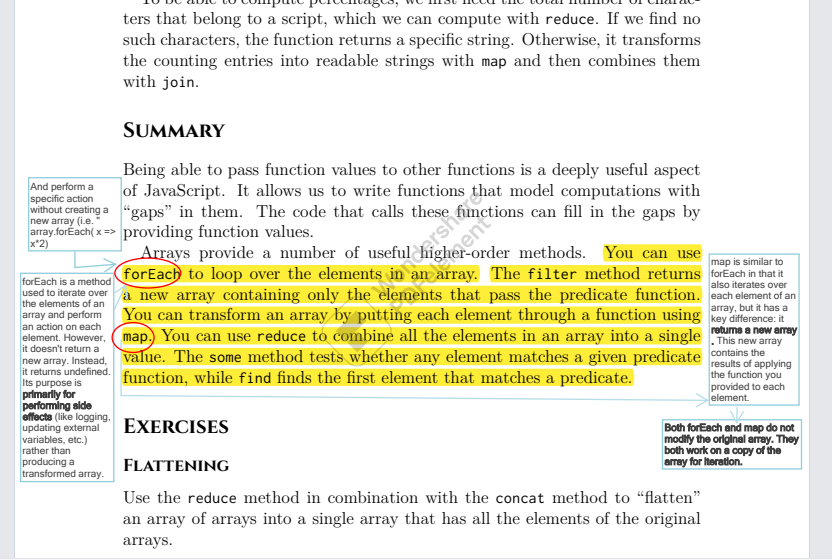 To be able to compute percentages, we first need the total number of charac-
ters that belong to a script, which we can compute with reduce. If we find no
such characters, the function returns a specific string. Otherwise, it transforms
the counting entries into readable strings with map and then combines them
with join.
SUMMARY
Being able to pass function values to other functions is a deeply useful aspect
of JavaScript. It allows us to write functions that model computations with
“gaps” in them. The code that calls these functions can fill in the gaps by
providing function values.
Arrays provide a number of useful higher-order methods. You can use
forEach to loop over the elements in an array. The filter method returns
a new array containing only the elements that pass the predicate function.
You can transform an array by putting each element through a function using
map. You can use reduce to combine all the elements in an array into a single
value. The some method tests whether any element matches a given predicate
function, while find finds the first element that matches a predicate.
And perform a
specific action
without creating a
new array (i.e. "
array.forEach( x =>
x*2)
forEach is a method
used to iterate over
the elements of an
array and perform
an action on each
element. However,
it doesn't return a
new array. Instead,
it returns undefined.
Its purpose is
primarily for
performing side
effects (like logging,
updating external
variables, etc.)
rather than
producing a
transformed array.
map is similar to
forEach in that it
also iterates over
each element of an
array, but it has a
key difference: it
returns a new array
. This new array
contains the
results of applying
the function you
provided to each
element.
Both forEach and map do not
modify the original array. They
both work on a copy of the
array for iteration.
Wondershare
PDFelement
EXERCISES
FLATTENING
Use the reduce method in combination with the concat method to “flatten”
an array of arrays into a single array that has all the elements of the original
arrays.